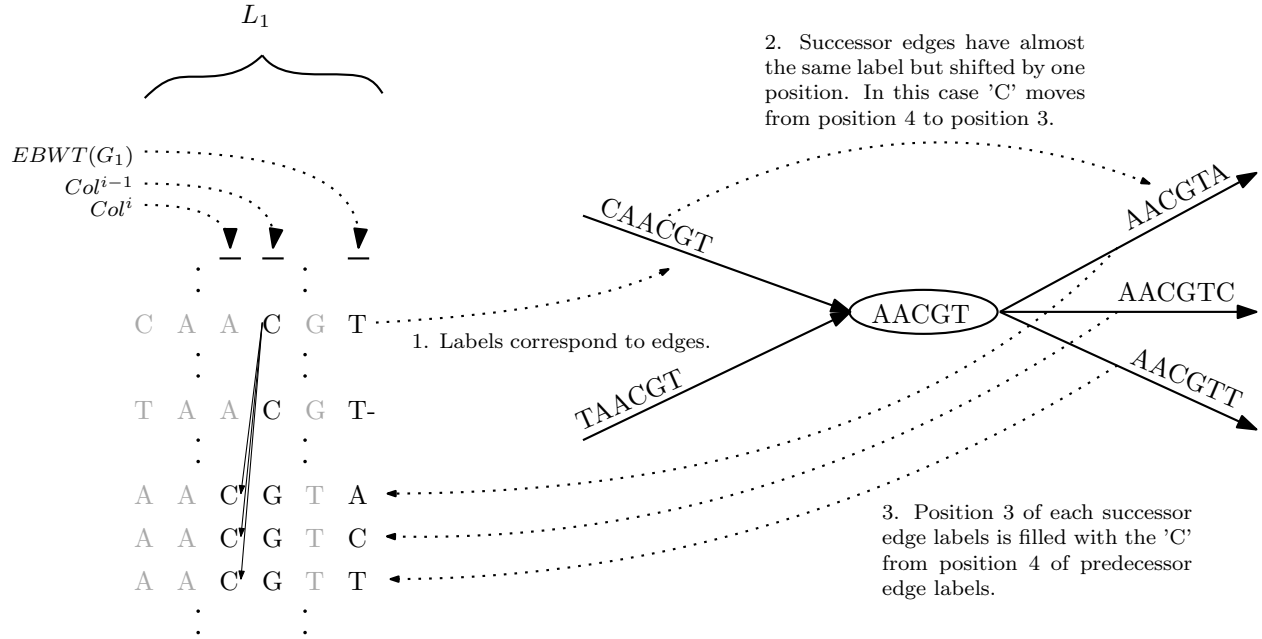 L₁
2. Successor edges have almost
the same label but shifted by one
position. In this case 'C' moves
from position 4 to position 3.
EBWT(G₁)
Colⁱ⁻¹
Colⁱ
CAACGT
AACGTA
AACGT
AACGTC
C A A C G T
1. Labels correspond to edges.
TAACGT
AACGTT
T A A C G T-
A A C G T A
A A C G T C
A A C G T T
3. Position 3 of each successor
edge labels is filled with the 'C'
from position 4 of predecessor
edge labels.